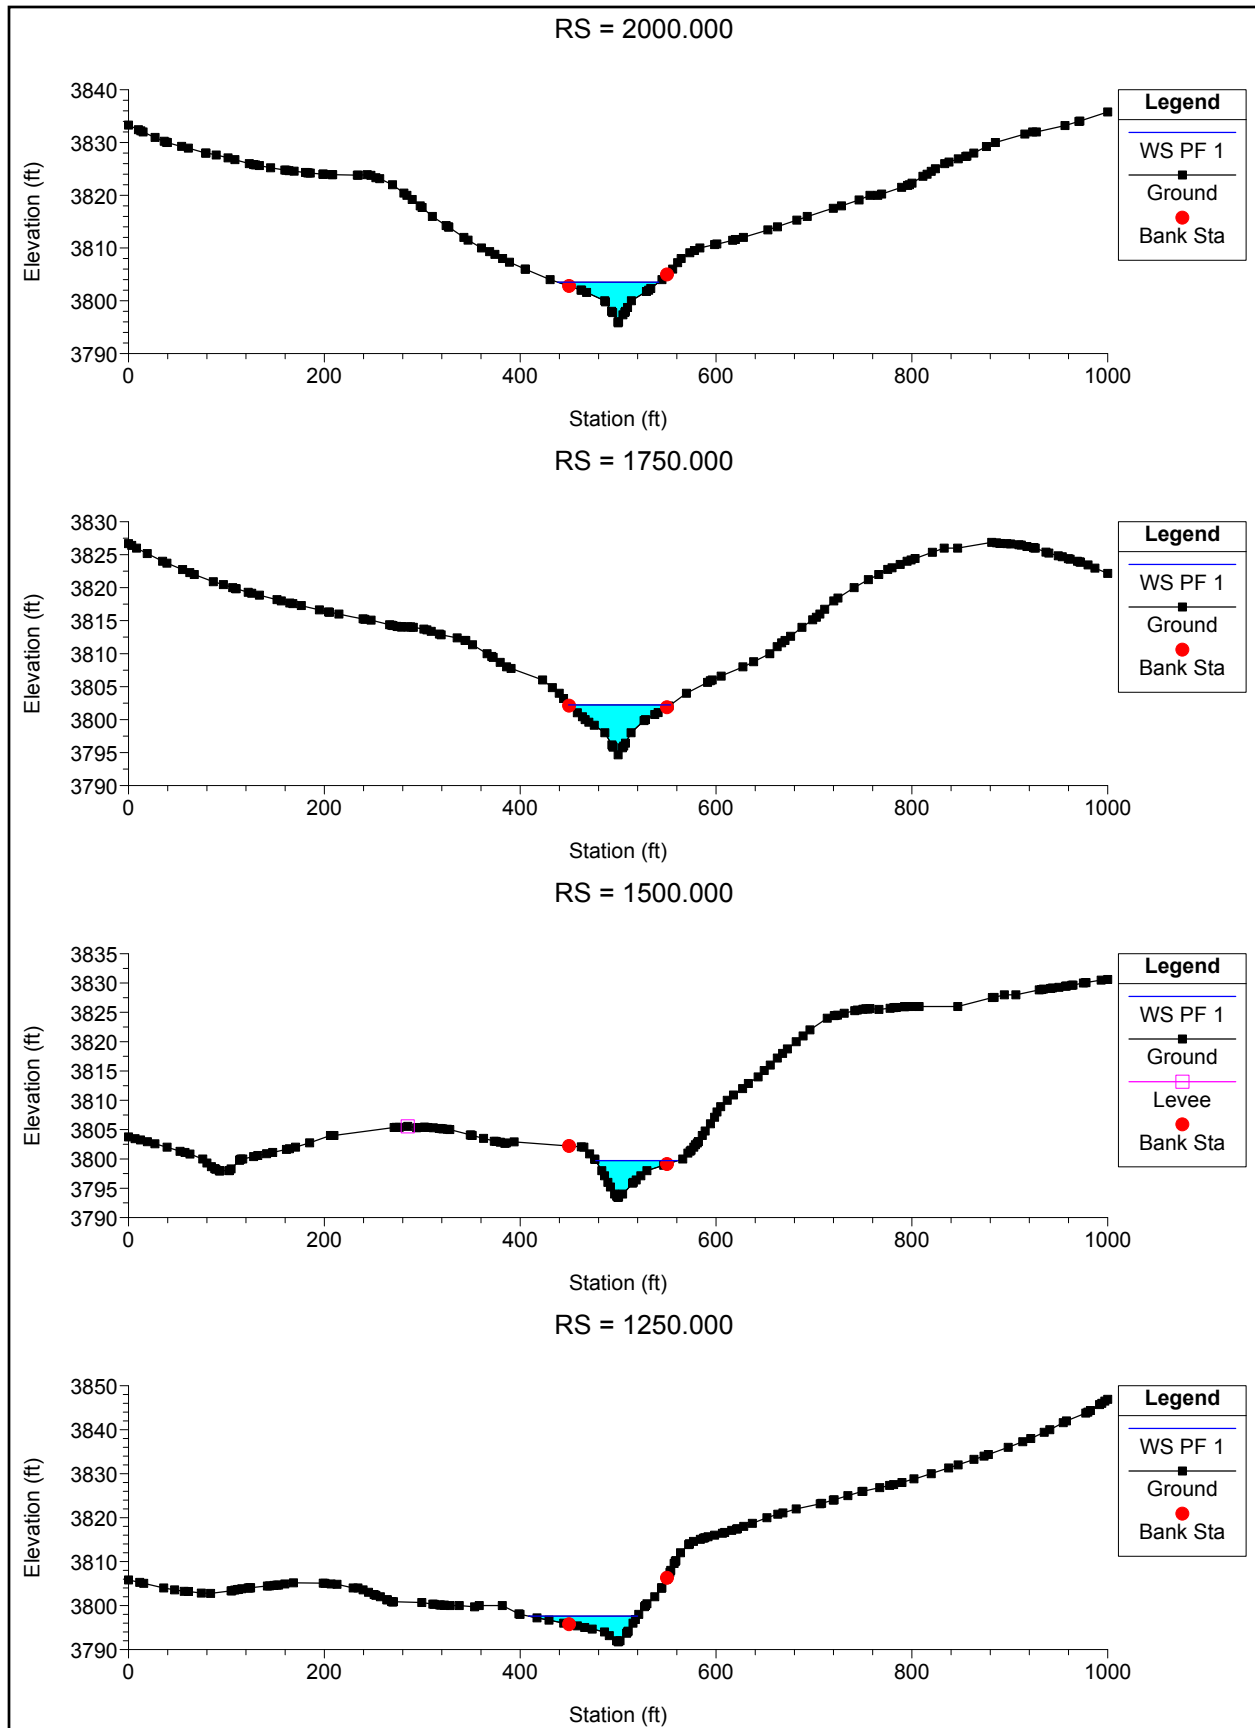 RS = 2000.000
3840
3830
3820
3810
3800
3790
Elevation (ft)
0 200 400 600 800 1000
Station (ft)
Legend
WS PF 1
Ground
Bank Sta
RS = 1750.000
3830
3825
3820
3815
3810
3805
3800
3795
3790
Elevation (ft)
0 200 400 600 800 1000
Station (ft)
Legend
WS PF 1
Ground
Bank Sta
RS = 1500.000
3835
3830
3825
3820
3815
3810
3805
3800
3795
3790
Elevation (ft)
0 200 400 600 800 1000
Station (ft)
Legend
WS PF 1
Ground
Levee
Bank Sta
RS = 1250.000
3850
3840
3830
3820
3810
3800
3790
Elevation (ft)
0 200 400 600 800 1000
Station (ft)
Legend
WS PF 1
Ground
Bank Sta